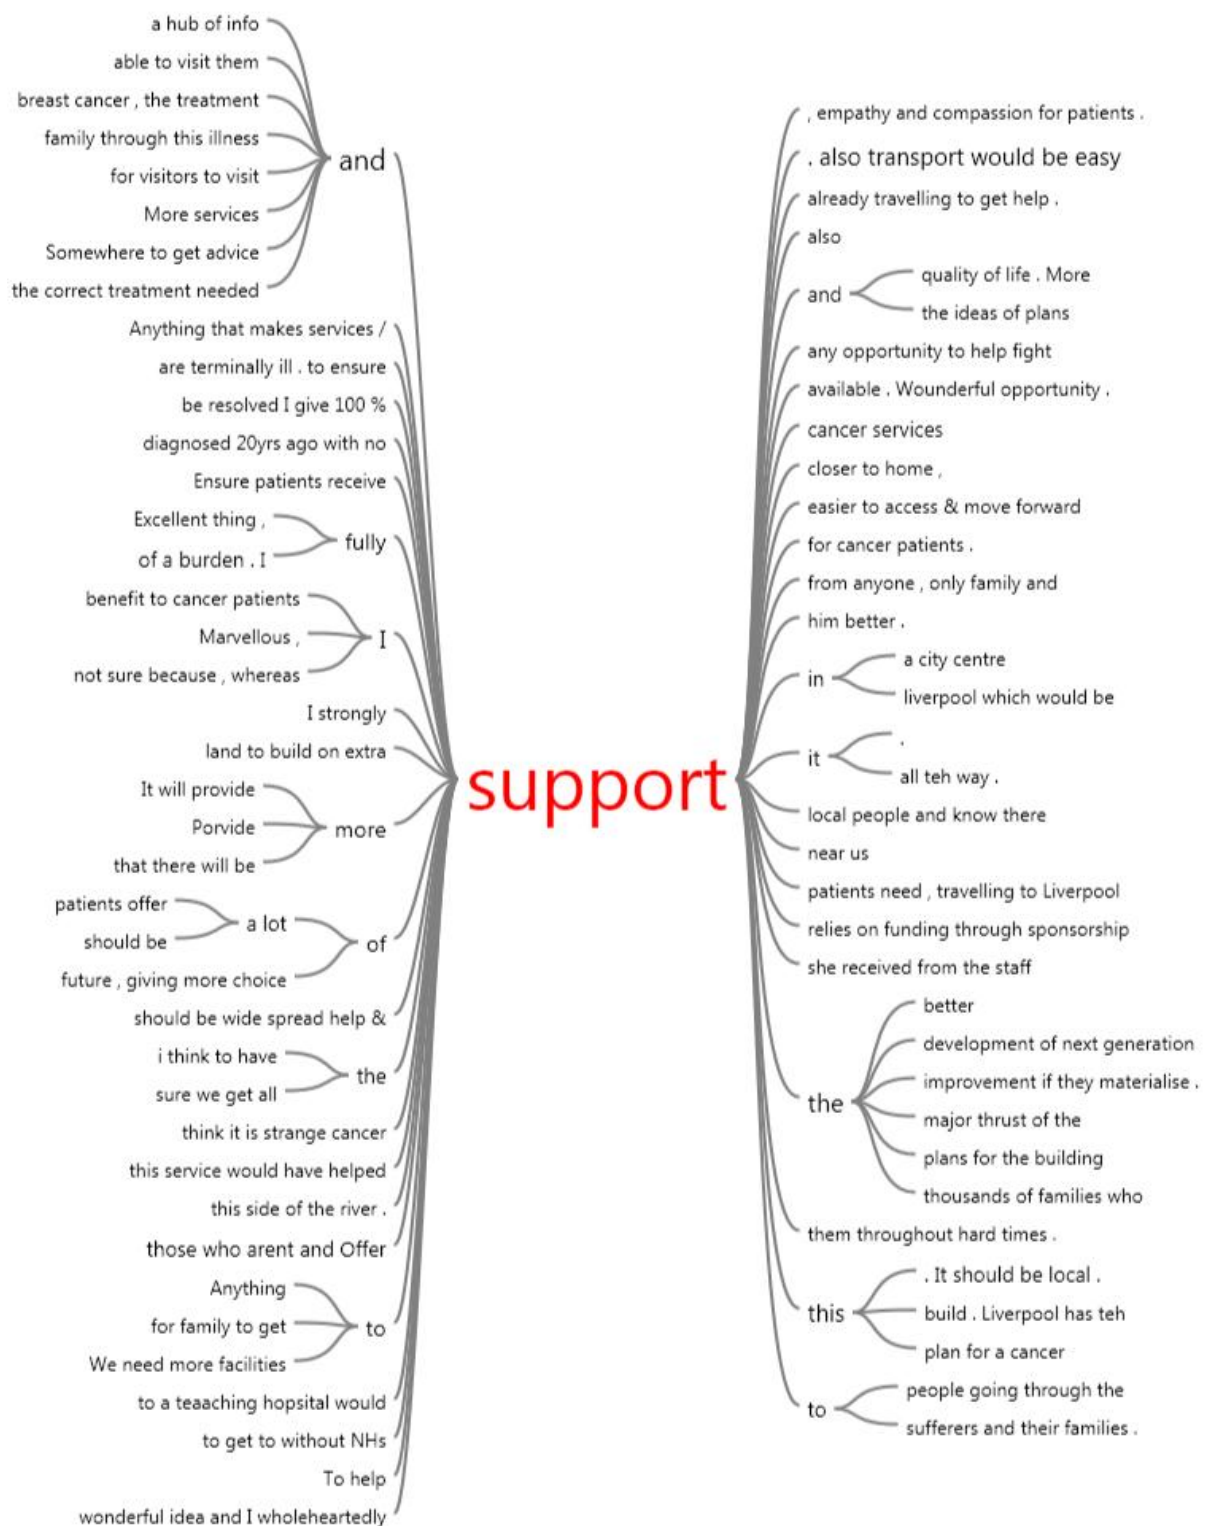 a hub of info
able to visit them
breast cancer , the treatment
family through this illness
for visitors to visit
More services
Somewhere to get advice
the correct treatment needed
and
Anything that makes services /
are terminally ill . to ensure
be resolved I give 100 %
diagnosed 20yrs ago with no
Ensure patients receive
Excellent thing ,
of a burden . I
fully
benefit to cancer patients
Marvellous ,
not sure because , whereas
I
I strongly
land to build on extra
It will provide
Porvide
that there will be
more
patients offer
should be
a lot
future , giving more choice
of
should be wide spread help &
i think to have
sure we get all
the
think it is strange cancer
this service would have helped
this side of the river .
those who arent and Offer
Anything
for family to get
We need more facilities
to
to a teaaching hopsital would
to get to without NHs
To help
wonderful idea and I wholeheartedly
support
, empathy and compassion for patients .
. also transport would be easy
already travelling to get help .
also
and
quality of life . More
the ideas of plans
any opportunity to help fight
available . Wounderful opportunity .
cancer services
closer to home ,
easier to access & move forward
for cancer patients .
from anyone , only family and
him better .
in
a city centre
liverpool which would be
it
.
all teh way .
local people and know there
near us
patients need , travelling to Liverpool
relies on funding through sponsorship
she received from the staff
the
better
development of next generation
improvement if they materialise .
major thrust of the
plans for the building
thousands of families who
them throughout hard times .
this
. It should be local .
build . Liverpool has teh
plan for a cancer
to
people going through the
sufferers and their families .